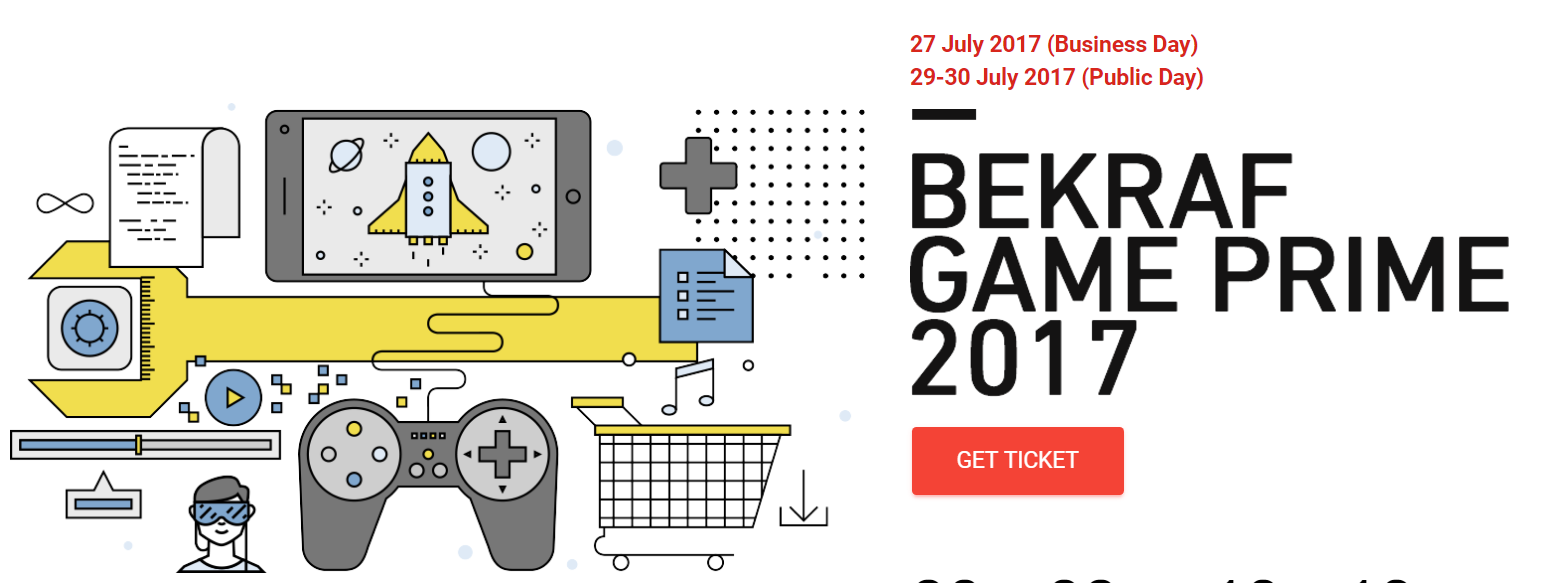 27 July 2017 (Business Day)
29-30 July 2017 (Public Day)
BEKRAF
GAME PRIME
2017
GET TICKET